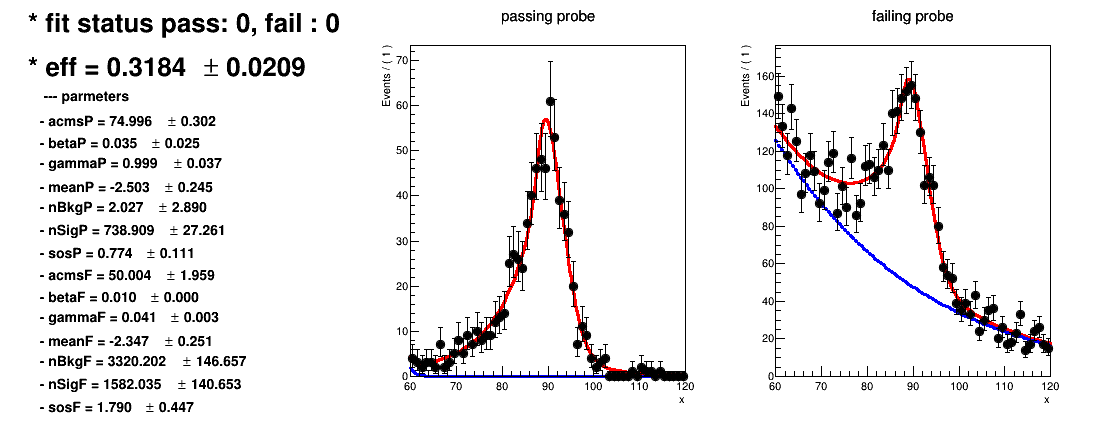 * fit status pass: 0, fail : 0
* eff = 0.3184 ± 0.0209
--- parmeters
- acmsP = 74.996 ± 0.302
- betaP = 0.035 ± 0.025
- gammaP = 0.999 ± 0.037
- meanP = -2.503 ± 0.245
- nBkgP = 2.027 ± 2.890
- nSigP = 738.909 ± 27.261
- sosP = 0.774 ± 0.111
- acmsF = 50.004 ± 1.959
- betaF = 0.010 ± 0.000
- gammaF = 0.041 ± 0.003
- meanF = -2.347 ± 0.251
- nBkgF = 3320.202 ± 146.657
- nSigF = 1582.035 ± 140.653
- sosF = 1.790 ± 0.447
passing probe
Events / ( 1 )
70
60
50
40
30
20
10
0
60 70 80 90 100 110 120
x
failing probe
Events / ( 1 )
160
140
120
100
80
60
40
20
0
60 70 80 90 100 110 120
x